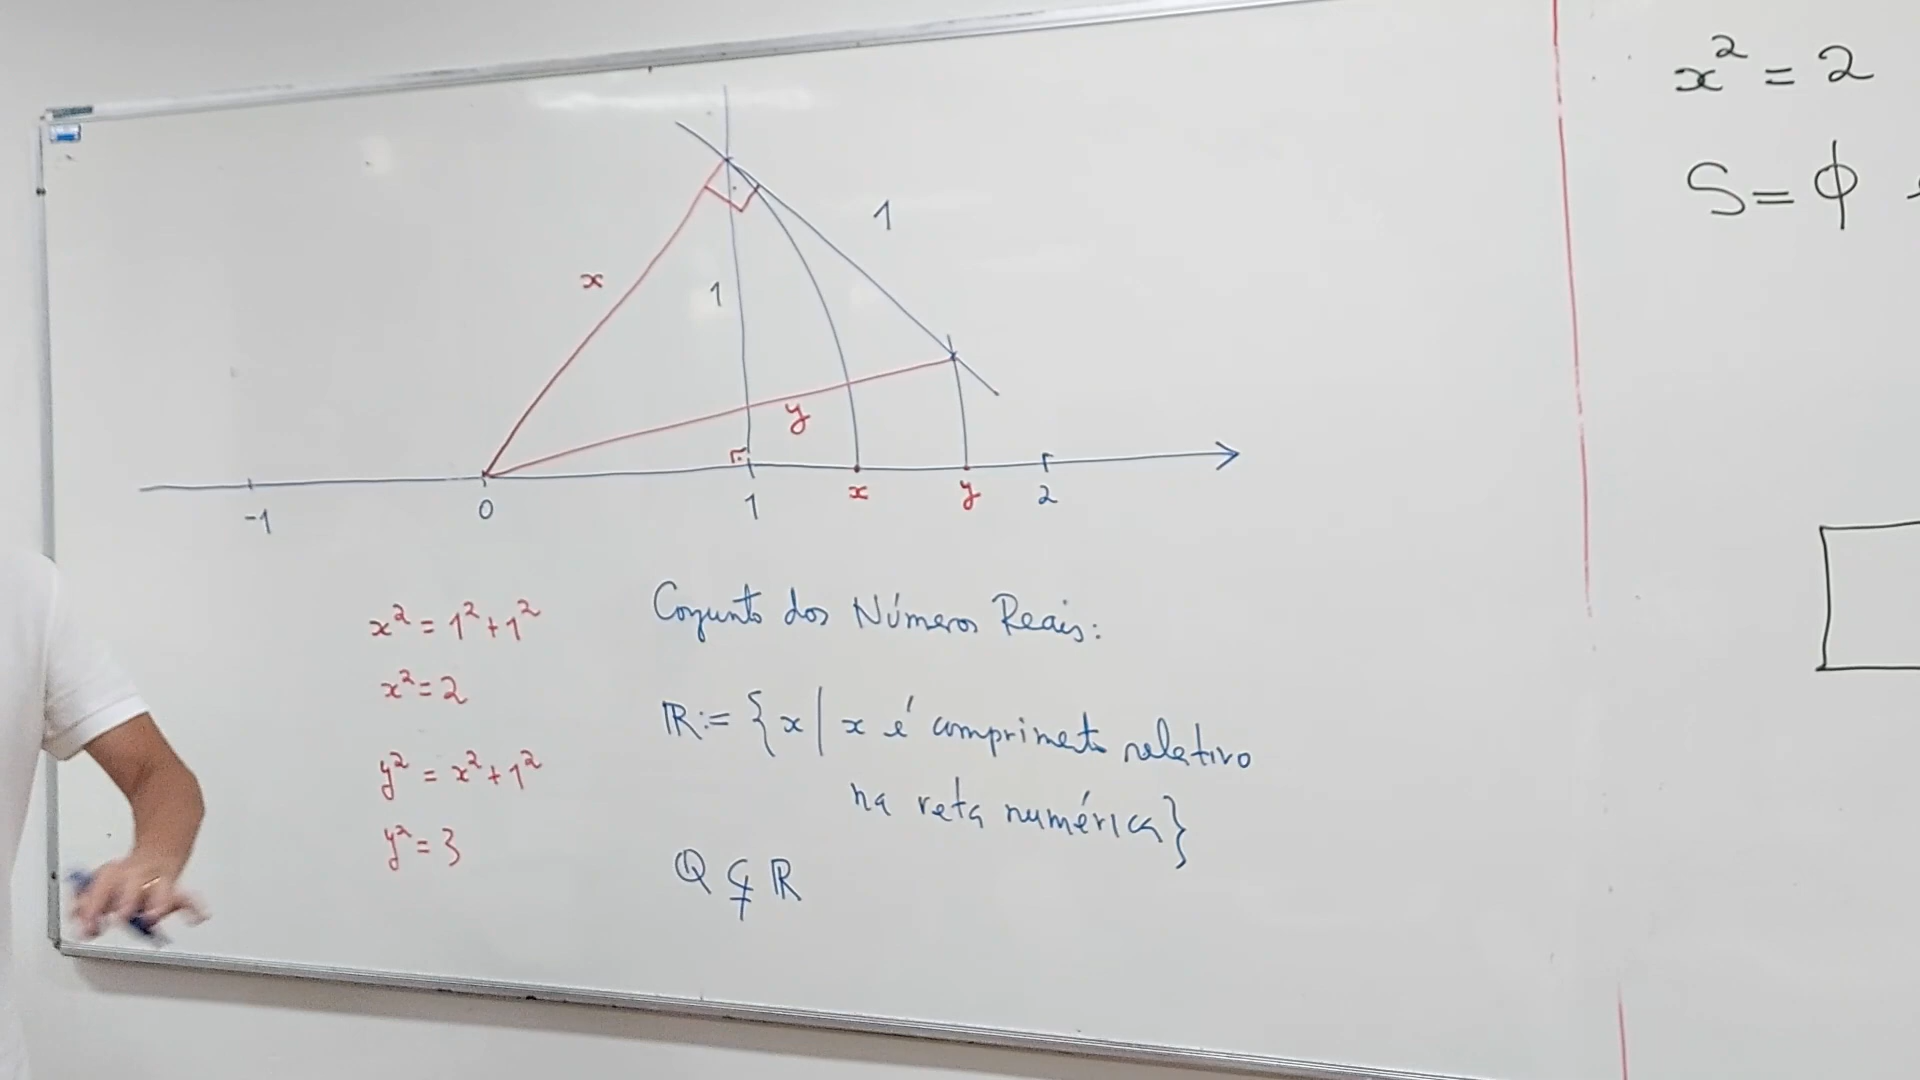 1
x
1
y
-1 0 1 x y 2
x² = 1² + 1²
x² = 2
y² = x² + 1²
y² = 3
Conjunto dos Números Reais:
ℝ := {x | x é comprimento relativo
na reta numérica}
ℚ ⊊ ℝ
x² = 2
S = ϕ